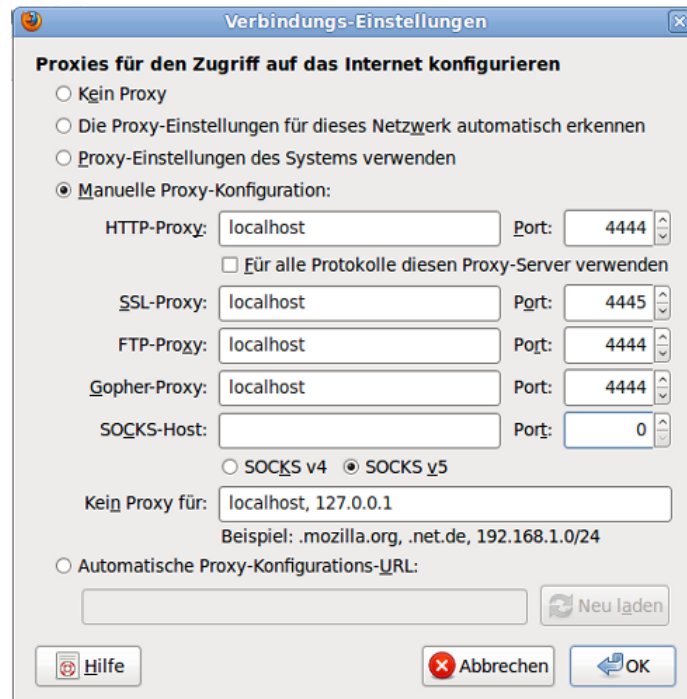 Verbindungs-Einstellungen
Proxies für den Zugriff auf das Internet konfigurieren
Kein Proxy
Die Proxy-Einstellungen für dieses Netzwerk automatisch erkennen
Proxy-Einstellungen des Systems verwenden
Manuelle Proxy-Konfiguration:
HTTP-Proxy: localhost Port: 4444
Für alle Protokolle diesen Proxy-Server verwenden
SSL-Proxy: localhost Port: 4445
FTP-Proxy: localhost Port: 4444
Gopher-Proxy: localhost Port: 4444
SOCKS-Host: Port: 0
SOCKS v4 SOCKS v5
Kein Proxy für: localhost, 127.0.0.1
Beispiel: .mozilla.org, .net.de, 192.168.1.0/24
Automatische Proxy-Konfigurations-URL:
Neu laden
Hilfe Abbrechen OK